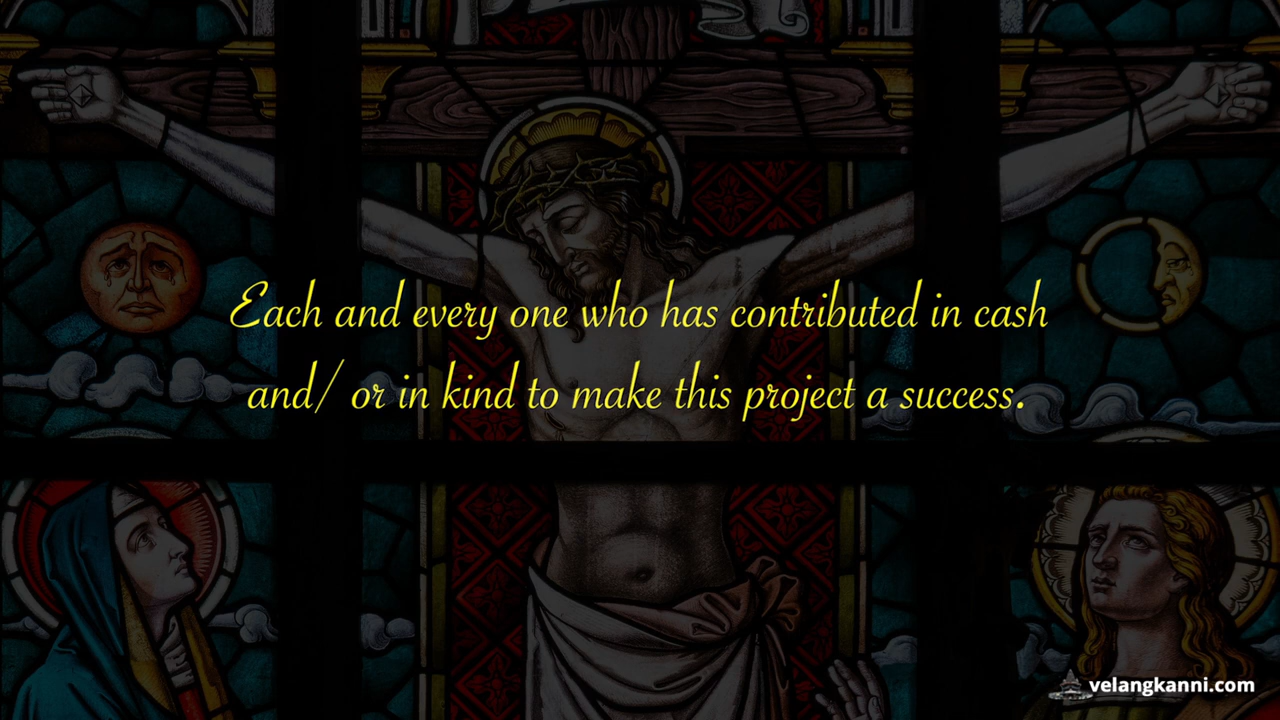 Each and every one who has contributed in cash
and/ or in kind to make this project a success.
velangkanni.com